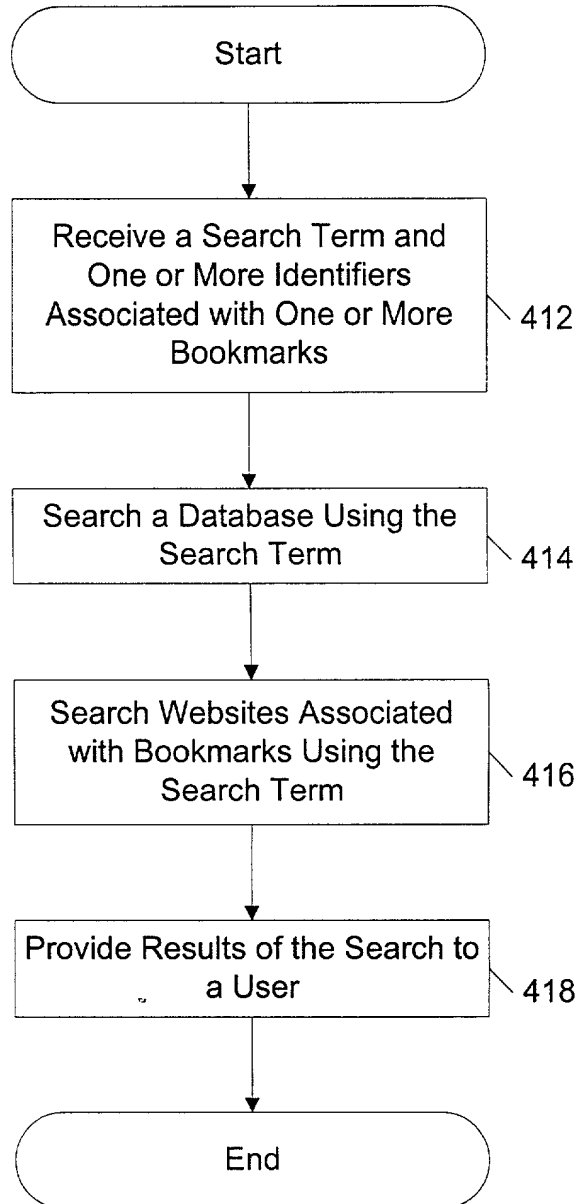 Start
Receive a Search Term and
One or More Identifiers
Associated with One or More
Bookmarks
412
Search a Database Using the
Search Term
414
Search Websites Associated
with Bookmarks Using the
Search Term
416
Provide Results of the Search to
a User
418
End